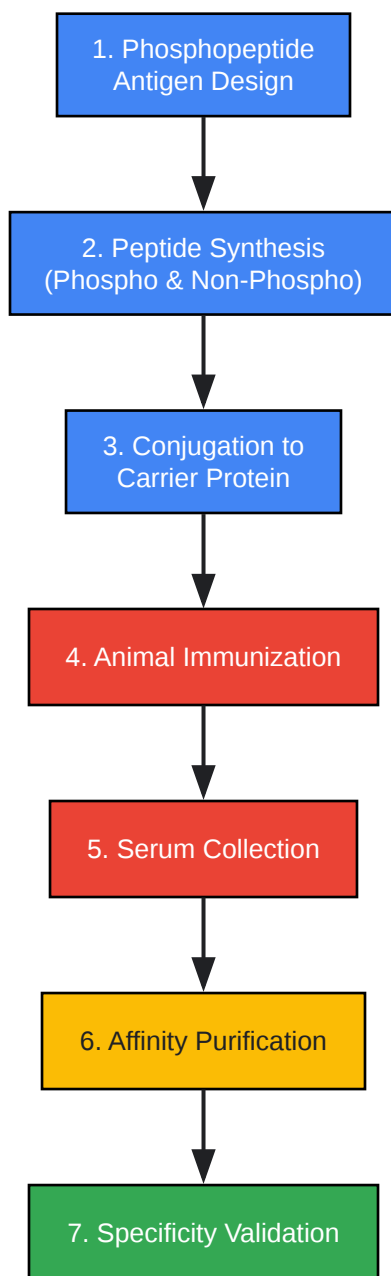 1. Phosphopeptide
Antigen Design
2. Peptide Synthesis
(Phospho & Non-Phospho)
3. Conjugation to
Carrier Protein
4. Animal Immunization
5. Serum Collection
6. Affinity Purification
7. Specificity Validation